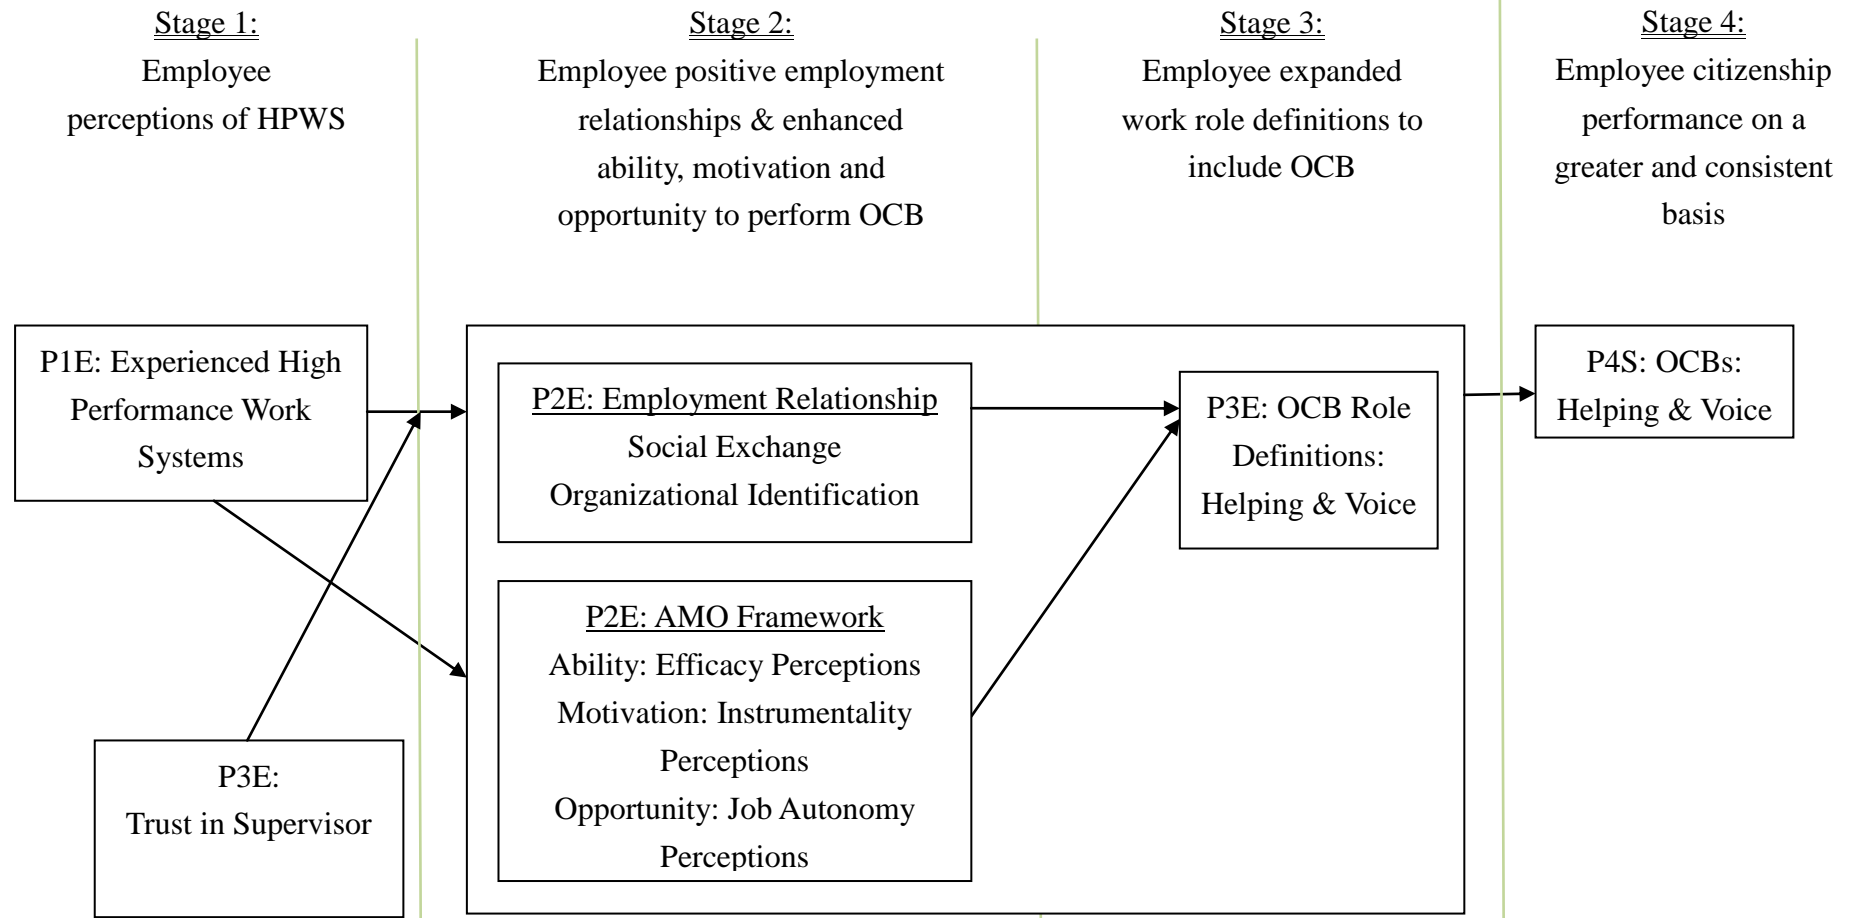 Stage 1:
Employee
perceptions of HPWS
Stage 2:
Employee positive employment
relationships & enhanced
ability, motivation and
opportunity to perform OCB
Stage 3:
Employee expanded
work role definitions to
include OCB
Stage 4:
Employee citizenship
performance on a
greater and consistent
basis
P1E: Experienced High
Performance Work
Systems
P3E:
Trust in Supervisor
P2E: Employment Relationship
Social Exchange
Organizational Identification
P2E: AMO Framework
Ability: Efficacy Perceptions
Motivation: Instrumentality
Perceptions
Opportunity: Job Autonomy
Perceptions
P3E: OCB Role
Definitions:
Helping & Voice
P4S: OCBs:
Helping & Voice